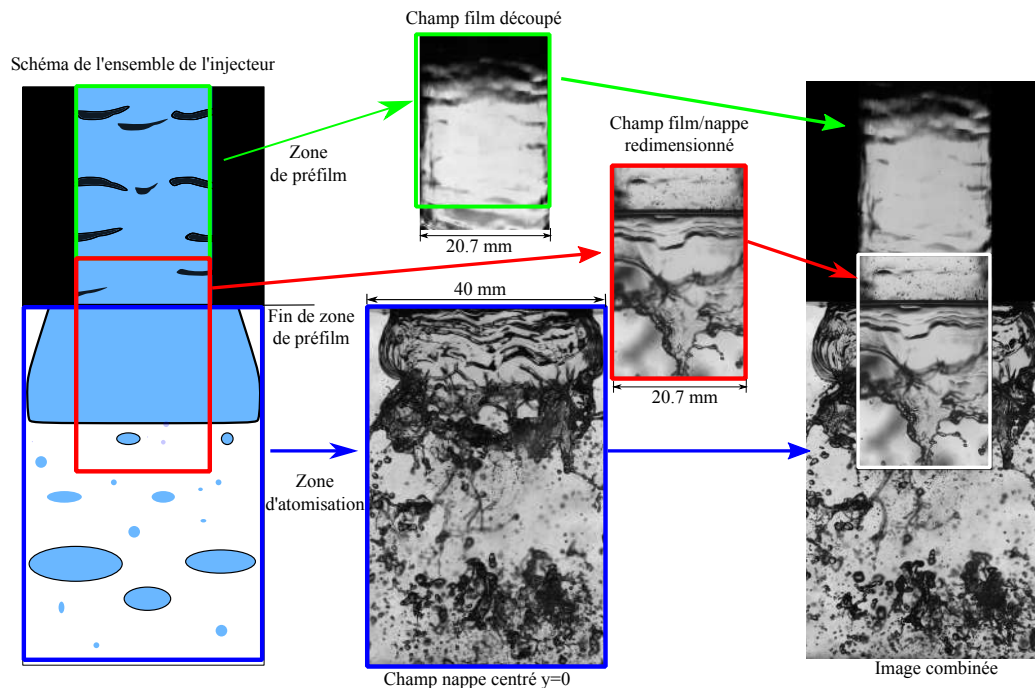 Schéma de l'ensemble de l'injecteur
Champ film découpé
Zone
de préfilm
20.7 mm
Champ film/nappe
redimensionné
20.7 mm
Fin de zone
de préfilm
40 mm
Zone
d'atomisation
Champ nappe centré y=0
Image combinée